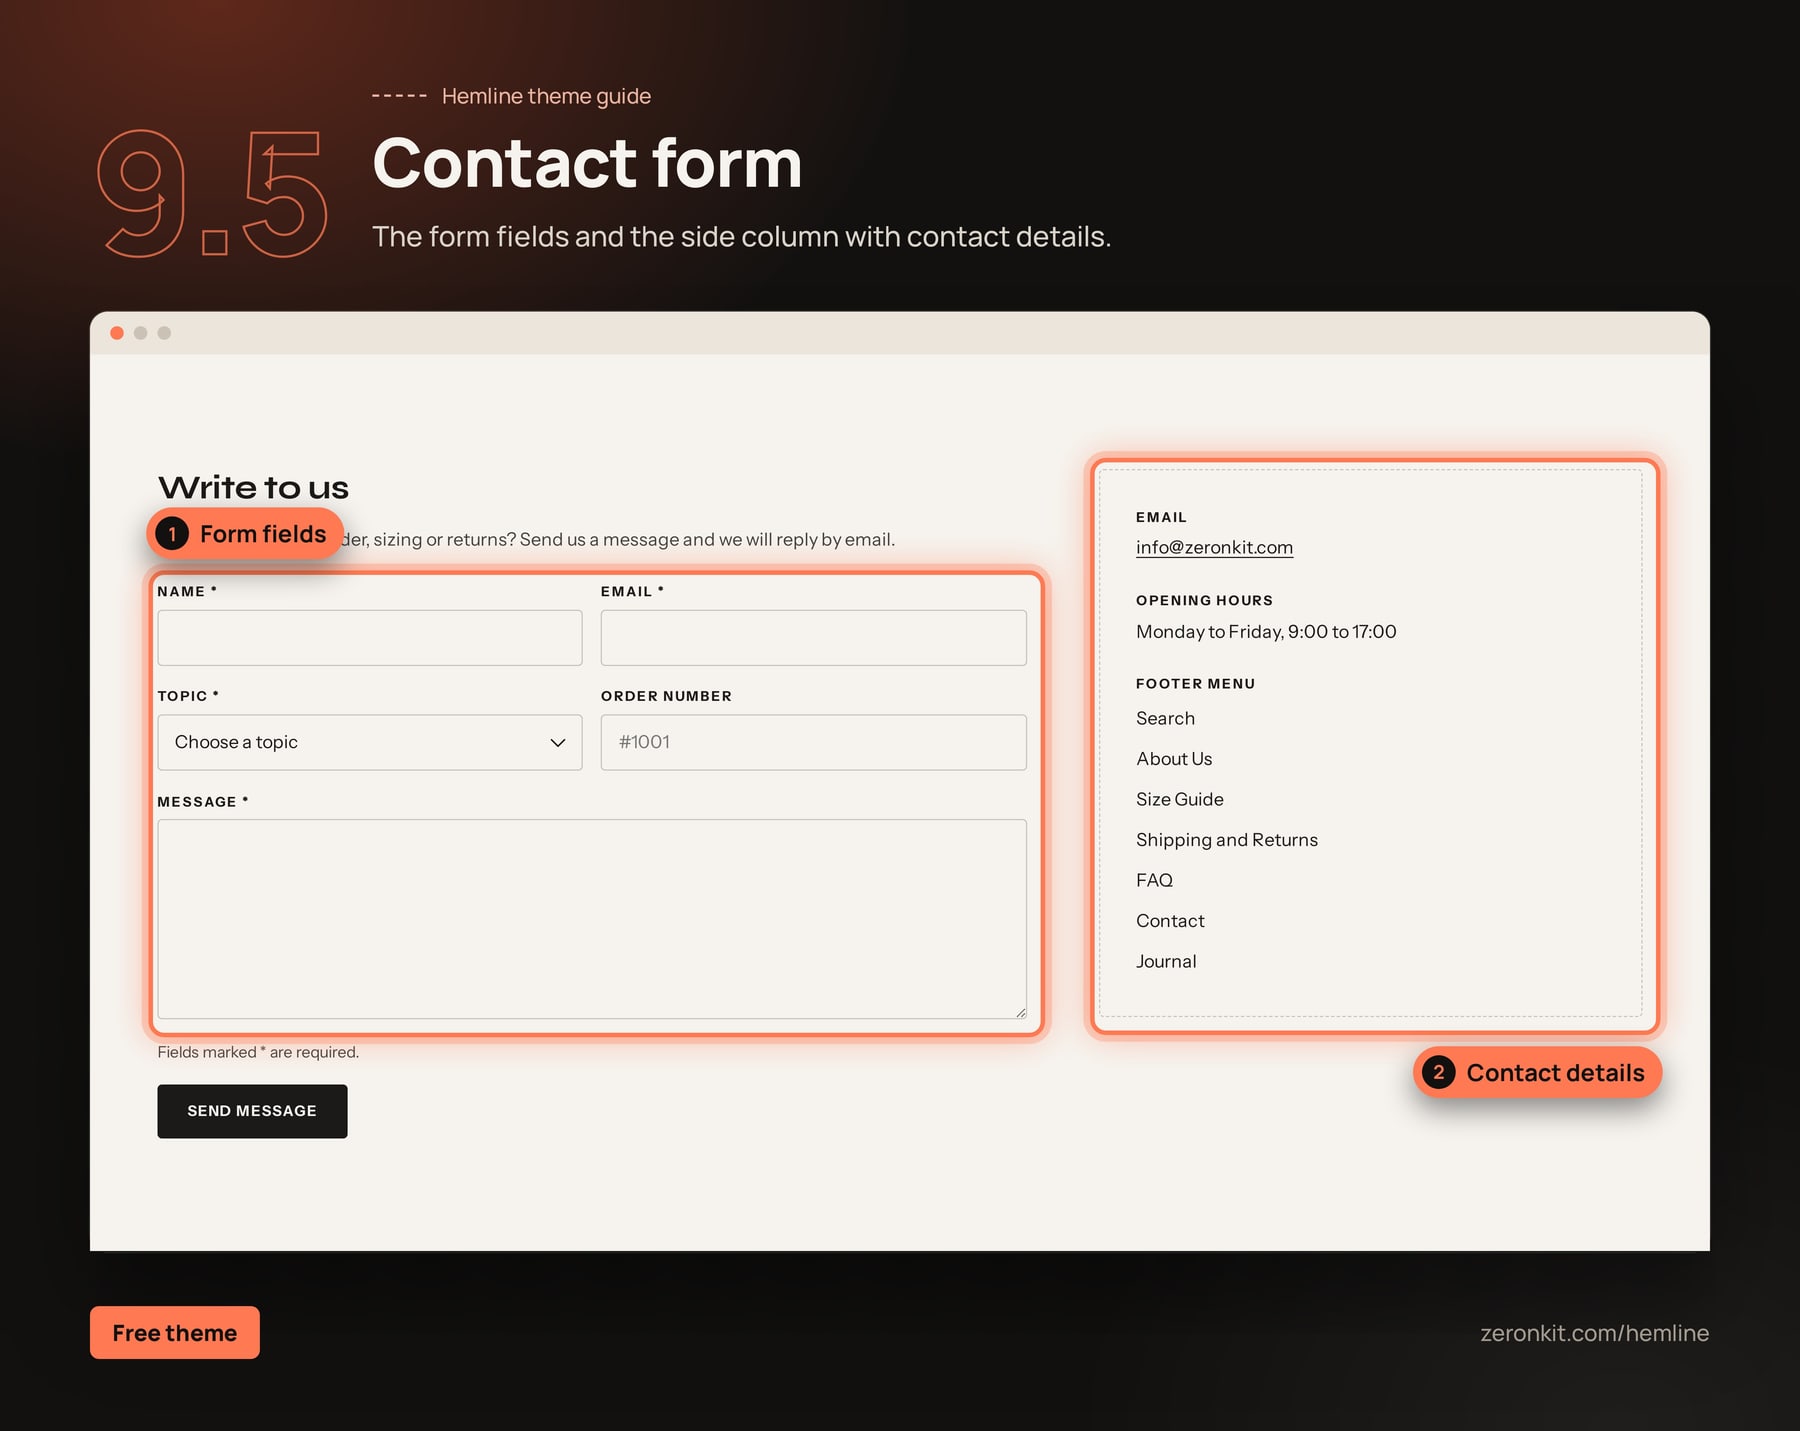 Hemline theme guide
9.5
Contact form
The form fields and the side column with contact details.
Write to us
1 Form fields
sizing or returns? Send us a message and we will reply by email.
NAME *
EMAIL *
TOPIC *
ORDER NUMBER
Choose a topic
#1001
MESSAGE *
Fields marked * are required.
SEND MESSAGE
EMAIL
info@zeronkit.com
OPENING HOURS
Monday to Friday, 9:00 to 17:00
FOOTER MENU
Search
About Us
Size Guide
Shipping and Returns
FAQ
Contact
Journal
2 Contact details
Free theme
zeronkit.com/hemline